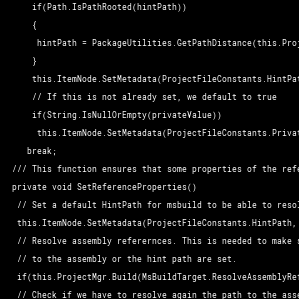 if(Path.IsPathRooted(hintPath))
{
hintPath = PackageUtilities.GetPathDistance(this.Proj
}
this.ItemNode.SetMetadata(ProjectFileConstants.HintPat
// If this is not already set, we default to true
if(String.IsNullOrEmpty(privateValue))
this.ItemNode.SetMetadata(ProjectFileConstants.Privat
break;
/// This function ensures that some properties of the refe
private void SetReferenceProperties()
// Set a default HintPath for msbuild to be able to resol
this.ItemNode.SetMetadata(ProjectFileConstants.HintPath,
// Resolve assembly referernces. This is needed to make s
// to the assembly or the hint path are set.
if(this.ProjectMgr.Build(MsBuildTarget.ResolveAssemblyRef
// Check if we have to resolve again the path to the asse